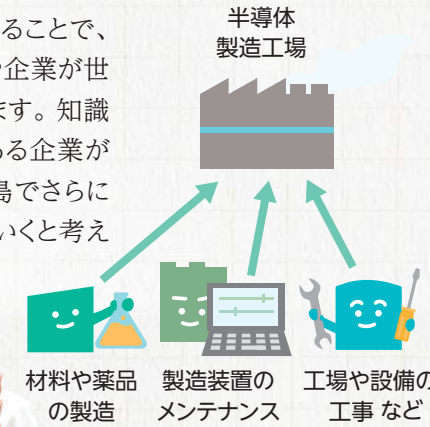 ることで、
企業が世
ます。知識
ある企業が
島でさらに
いくと考え
半導体
製造工場
材料や薬品
の製造
製造装置の
メンテナンス
工場や設備の
工事 など